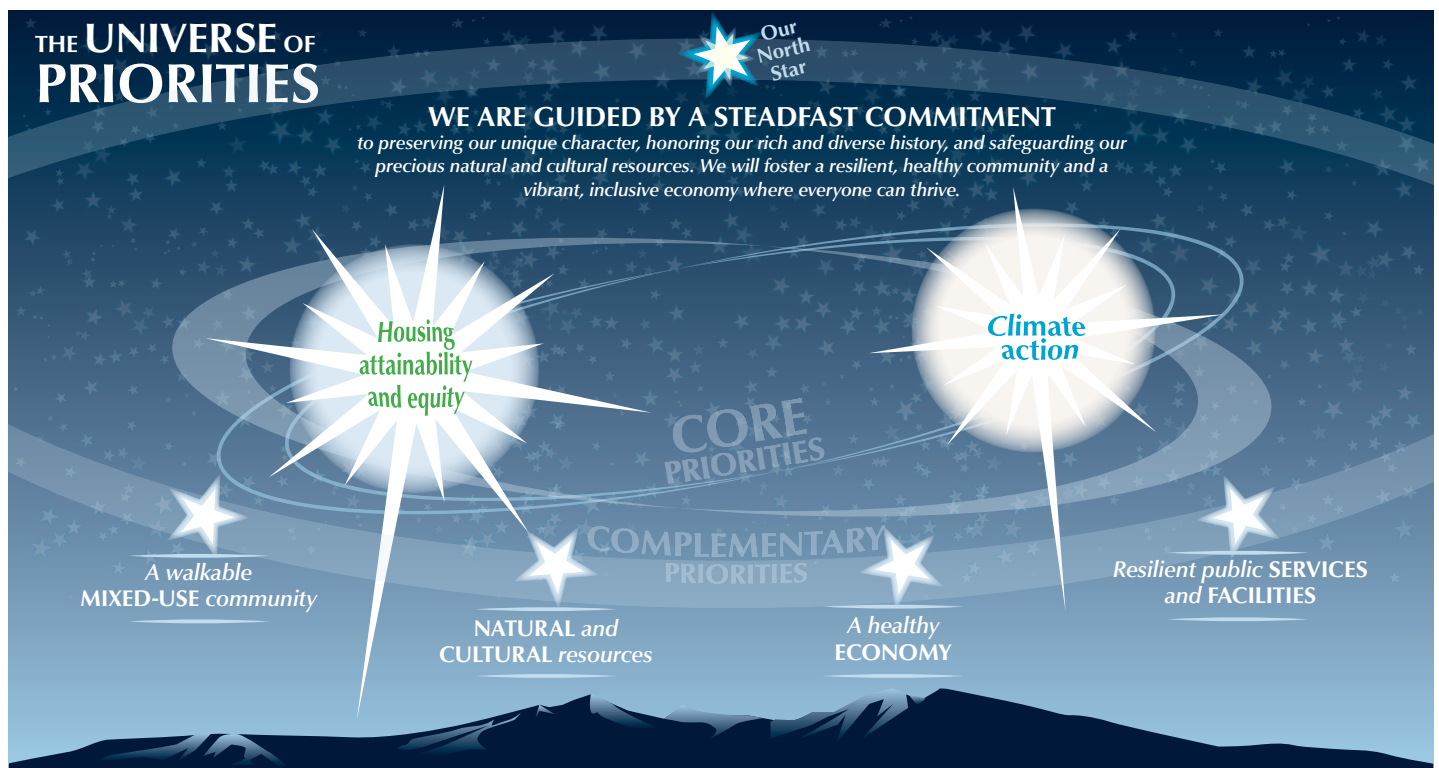 THE UNIVERSE OF
PRIORITIES
Our
North
Star
WE ARE GUIDED BY A STEADFAST COMMITMENT
to preserving our unique character, honoring our rich and diverse history, and safeguarding our
precious natural and cultural resources. We will foster a resilient, healthy community and a
vibrant, inclusive economy where everyone can thrive.
Housing
attainability
and equity
Climate
action
CORE
PRIORITIES
COMPLEMENTARY
PRIORITIES
A walkable
MIXED-USE community
NATURAL and
CULTURAL resources
A healthy
ECONOMY
Resilient public SERVICES
and FACILITIES